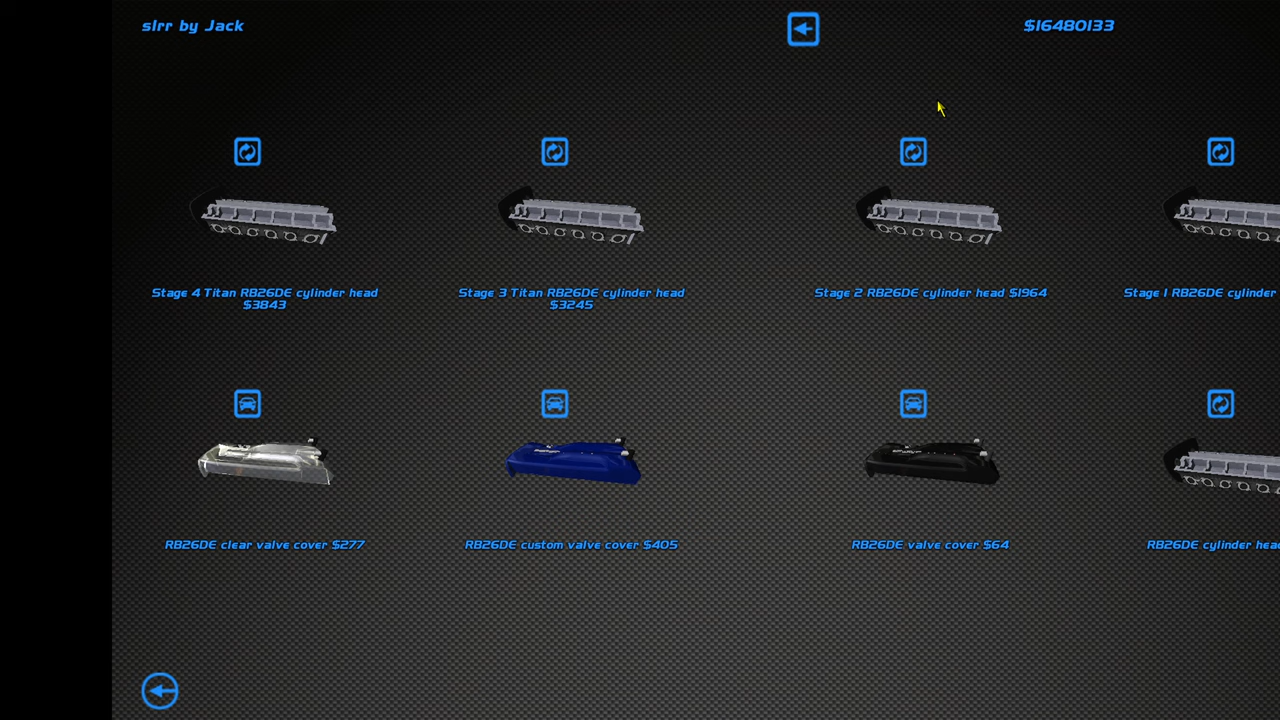 slrr by Jack
$16480133
Stage 4 Titan RB26DE cylinder head
$3843
Stage 3 Titan RB26DE cylinder head
$3245
Stage 2 RB26DE cylinder head $1964
Stage 1 RB26DE cylinder
RB26DE clear valve cover $277
RB26DE custom valve cover $405
RB26DE valve cover $64
RB26DE cylinder hea